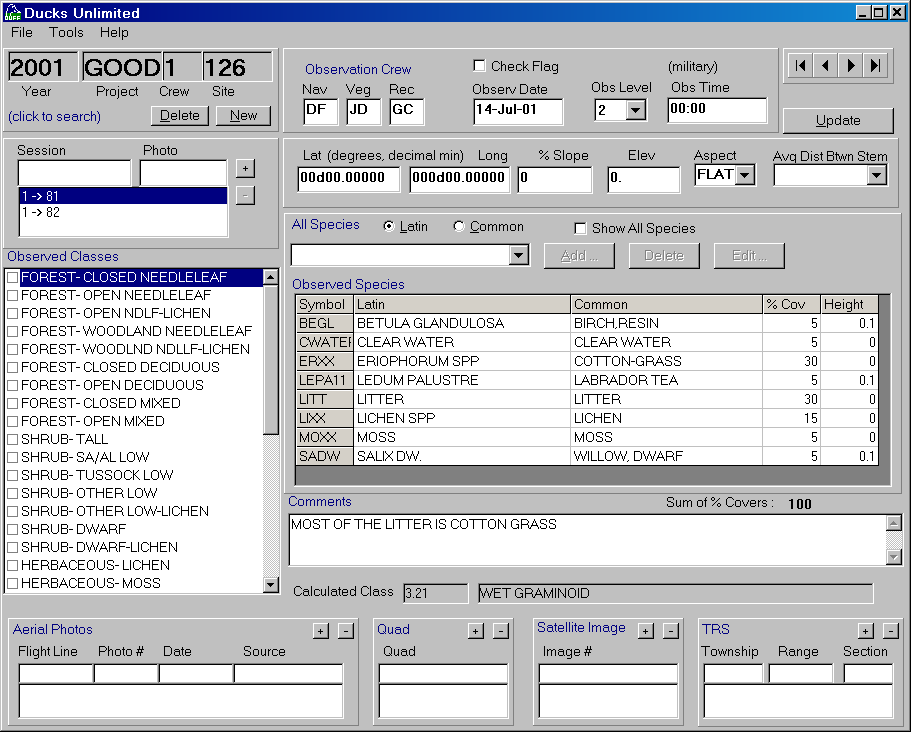 Ducks Unlimited
File Tools Help
2001 GOOD 1 126
Year Project Crew Site
(click to search) Delete New
Observation Crew Check Flag (military)
Nav Veg Rec Observ Date Obs Level Obs Time
DF JD GC 14-Jul-01 2 00:00
Update
Session Photo
+
-
1 -> 81
1 -> 82
Lat (degrees, decimal min) Long % Slope Elev Aspect Avg Dist Btwn Stem
00d00.00000 000d00.00000 0 0. FLAT
All Species Latin Common Show All Species
Add ... Delete Edit ...
Observed Classes
FOREST- CLOSED NEEDLELEAF
FOREST- OPEN NEEDLELEAF
FOREST- OPEN NDLF-LICHEN
FOREST- WOODLAND NEEDLELEAF
FOREST- WOODLND NDLLF-LICHEN
FOREST- CLOSED DECIDUOUS
FOREST- OPEN DECIDUOUS
FOREST- CLOSED MIXED
FOREST- OPEN MIXED
SHRUB- TALL
SHRUB- SA/AL LOW
SHRUB- TUSSOCK LOW
SHRUB- OTHER LOW
SHRUB- OTHER LOW-LICHEN
SHRUB- DWARF
SHRUB- DWARF-LICHEN
HERBACEOUS- LICHEN
HERBACEOUS- MOSS
Observed Species
Symbol Latin Common % Cov Height
BEGL BETULA GLANDULOSA BIRCH,RESIN 5 0.1
CWATER CLEAR WATER CLEAR WATER 5 0
ERXX ERIOPHORUM SPP COTTON-GRASS 30 0
LEPA11 LEDUM PALUSTRE LABRADOR TEA 5 0.1
LITT LITTER LITTER 30 0
LIXX LICHEN SPP LICHEN 15 0
MOXX MOSS MOSS 5 0
SADW SALIX DW. WILLOW, DWARF 5 0.1
Comments Sum of % Covers : 100
MOST OF THE LITTER IS COTTON GRASS
Calculated Class 3.21 WET GRAMINOID
Aerial Photos + -
Flight Line Photo # Date Source
Quad + -
Quad
Satellite Image + -
Image #
TRS + -
Township Range Section